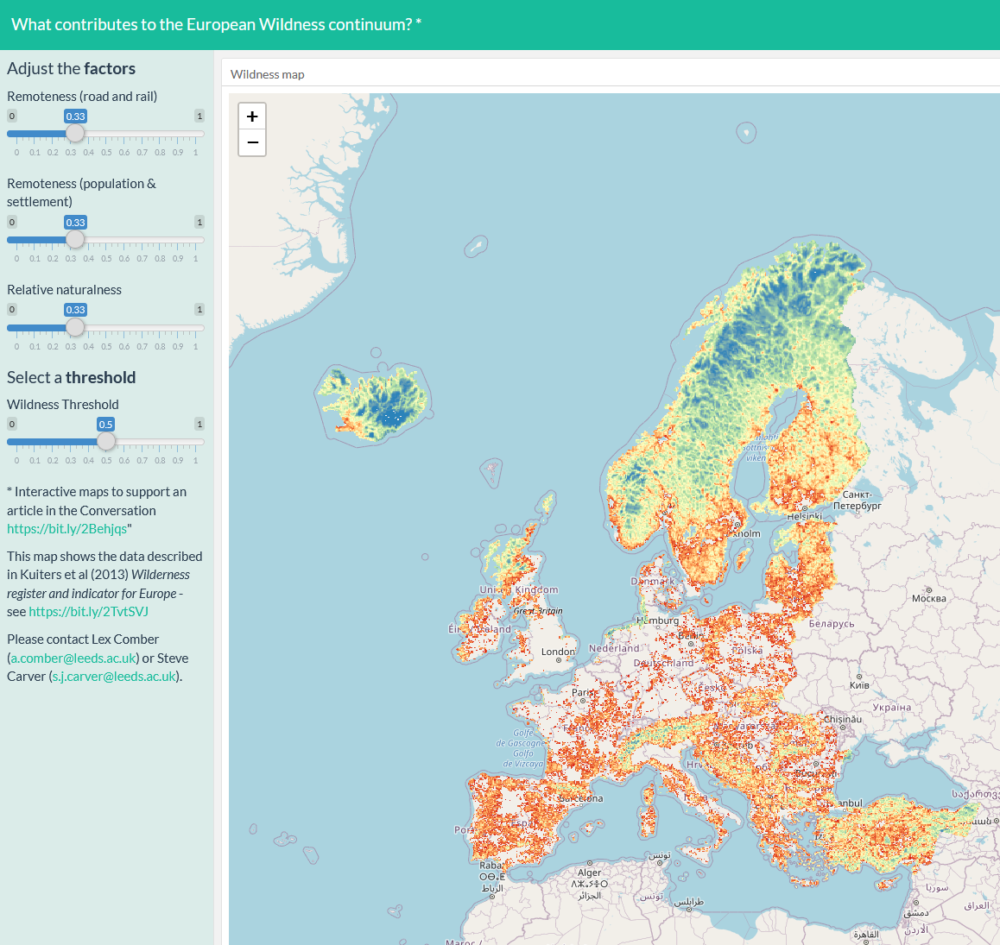 What contributes to the European Wildness continuum? *
Adjust the factors
Remoteness (road and rail)
0 0.33 1
0 0.1 0.2 0.3 0.4 0.5 0.6 0.7 0.8 0.9 1
Remoteness (population &
settlement)
0 0.33 1
0 0.1 0.2 0.3 0.4 0.5 0.6 0.7 0.8 0.9 1
Relative naturalness
0 0.33 1
0 0.1 0.2 0.3 0.4 0.5 0.6 0.7 0.8 0.9 1
Select a threshold
Wildness Threshold
0 0.5 1
0 0.1 0.2 0.3 0.4 0.5 0.6 0.7 0.8 0.9 1
* Interactive maps to support an
article in the Conversation
https://bit.ly/2Behjqs"
This map shows the data described
in Kuiters et al (2013) Wilderness
register and indicator for Europe -
see https://bit.ly/2TvtSVJ
Please contact Lex Comber
(a.comber@leeds.ac.uk) or Steve
Carver (s.j.carver@leeds.ac.uk).
Wildness map
+
−
viken
Санкт-
Петербург
Helsinki
Danmark
Kingdom
Great Britain
Москва
Hamburg
Беларусь
London
Nederland
Polska
Deutschland
Київ
Paris
Česko
Україна
Chișinău
Golfe
de Gascogne
Golfo
de Vizcaya
Barcelona
Raba
الرباط
Alger
الجزائر
تونس
تونس
طرابلس
سوريا
دمشق
العراق
الأردن
القاهرة
Maroc /